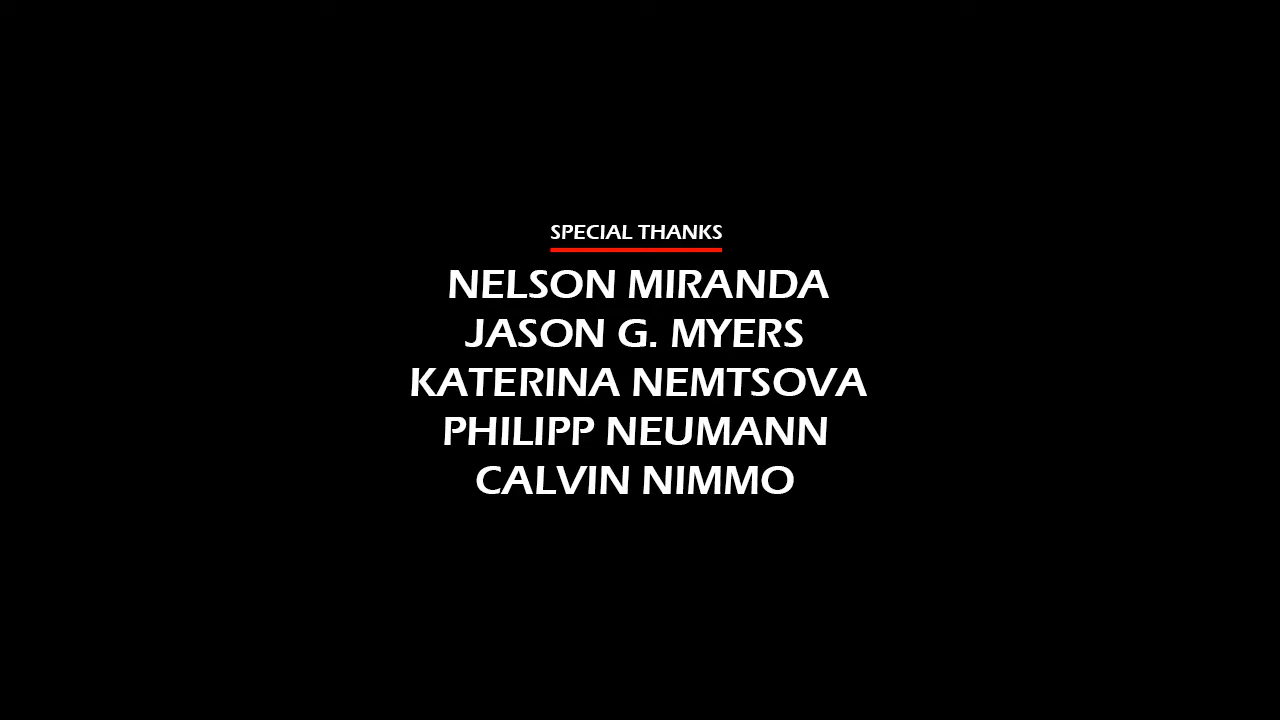 SPECIAL THANKS
NELSON MIRANDA
JASON G. MYERS
KATERINA NEMTSOVA
PHILIPP NEUMANN
CALVIN NIMMO